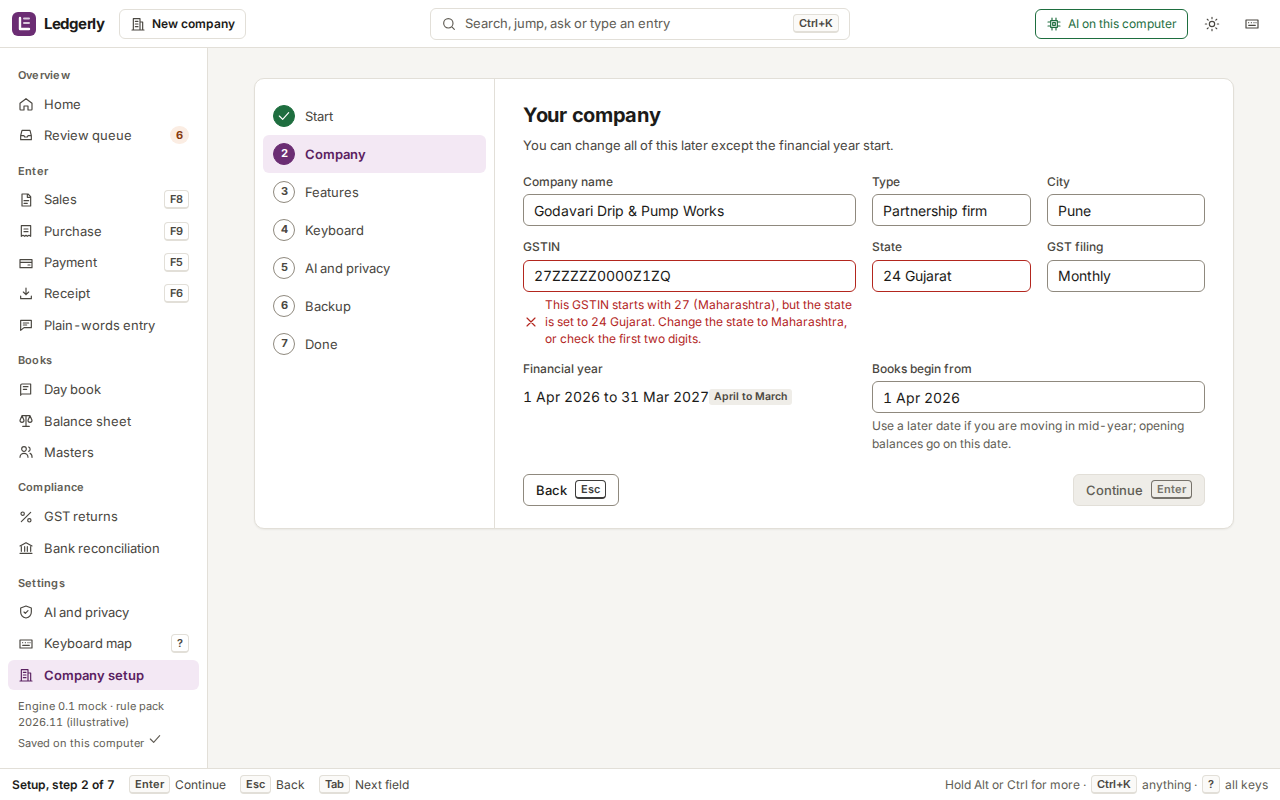 Ledgerly
New company
Search, jump, ask or type an entry
Ctrl+K
AI on this computer
Overview
Home
Review queue
6
Enter
Sales
F8
Purchase
F9
Payment
F5
Receipt
F6
Plain-words entry
Books
Day book
Balance sheet
Masters
Compliance
GST returns
Bank reconciliation
Settings
AI and privacy
Keyboard map
?
Company setup
Engine 0.1 mock · rule pack
2026.11 (illustrative)
Saved on this computer
Start
2 Company
3 Features
4 Keyboard
5 AI and privacy
6 Backup
7 Done
Your company
You can change all of this later except the financial year start.
Company name
Type
City
Godavari Drip & Pump Works
Partnership firm
Pune
GSTIN
State
GST filing
27ZZZZZ0000Z1ZQ
24 Gujarat
Monthly
This GSTIN starts with 27 (Maharashtra), but the state
is set to 24 Gujarat. Change the state to Maharashtra,
or check the first two digits.
Financial year
Books begin from
1 Apr 2026 to 31 Mar 2027
April to March
1 Apr 2026
Use a later date if you are moving in mid-year; opening
balances go on this date.
Back Esc
Continue Enter
Setup, step 2 of 7
Enter Continue
Esc Back
Tab Next field
Hold Alt or Ctrl for more · Ctrl+K anything · ? all keys